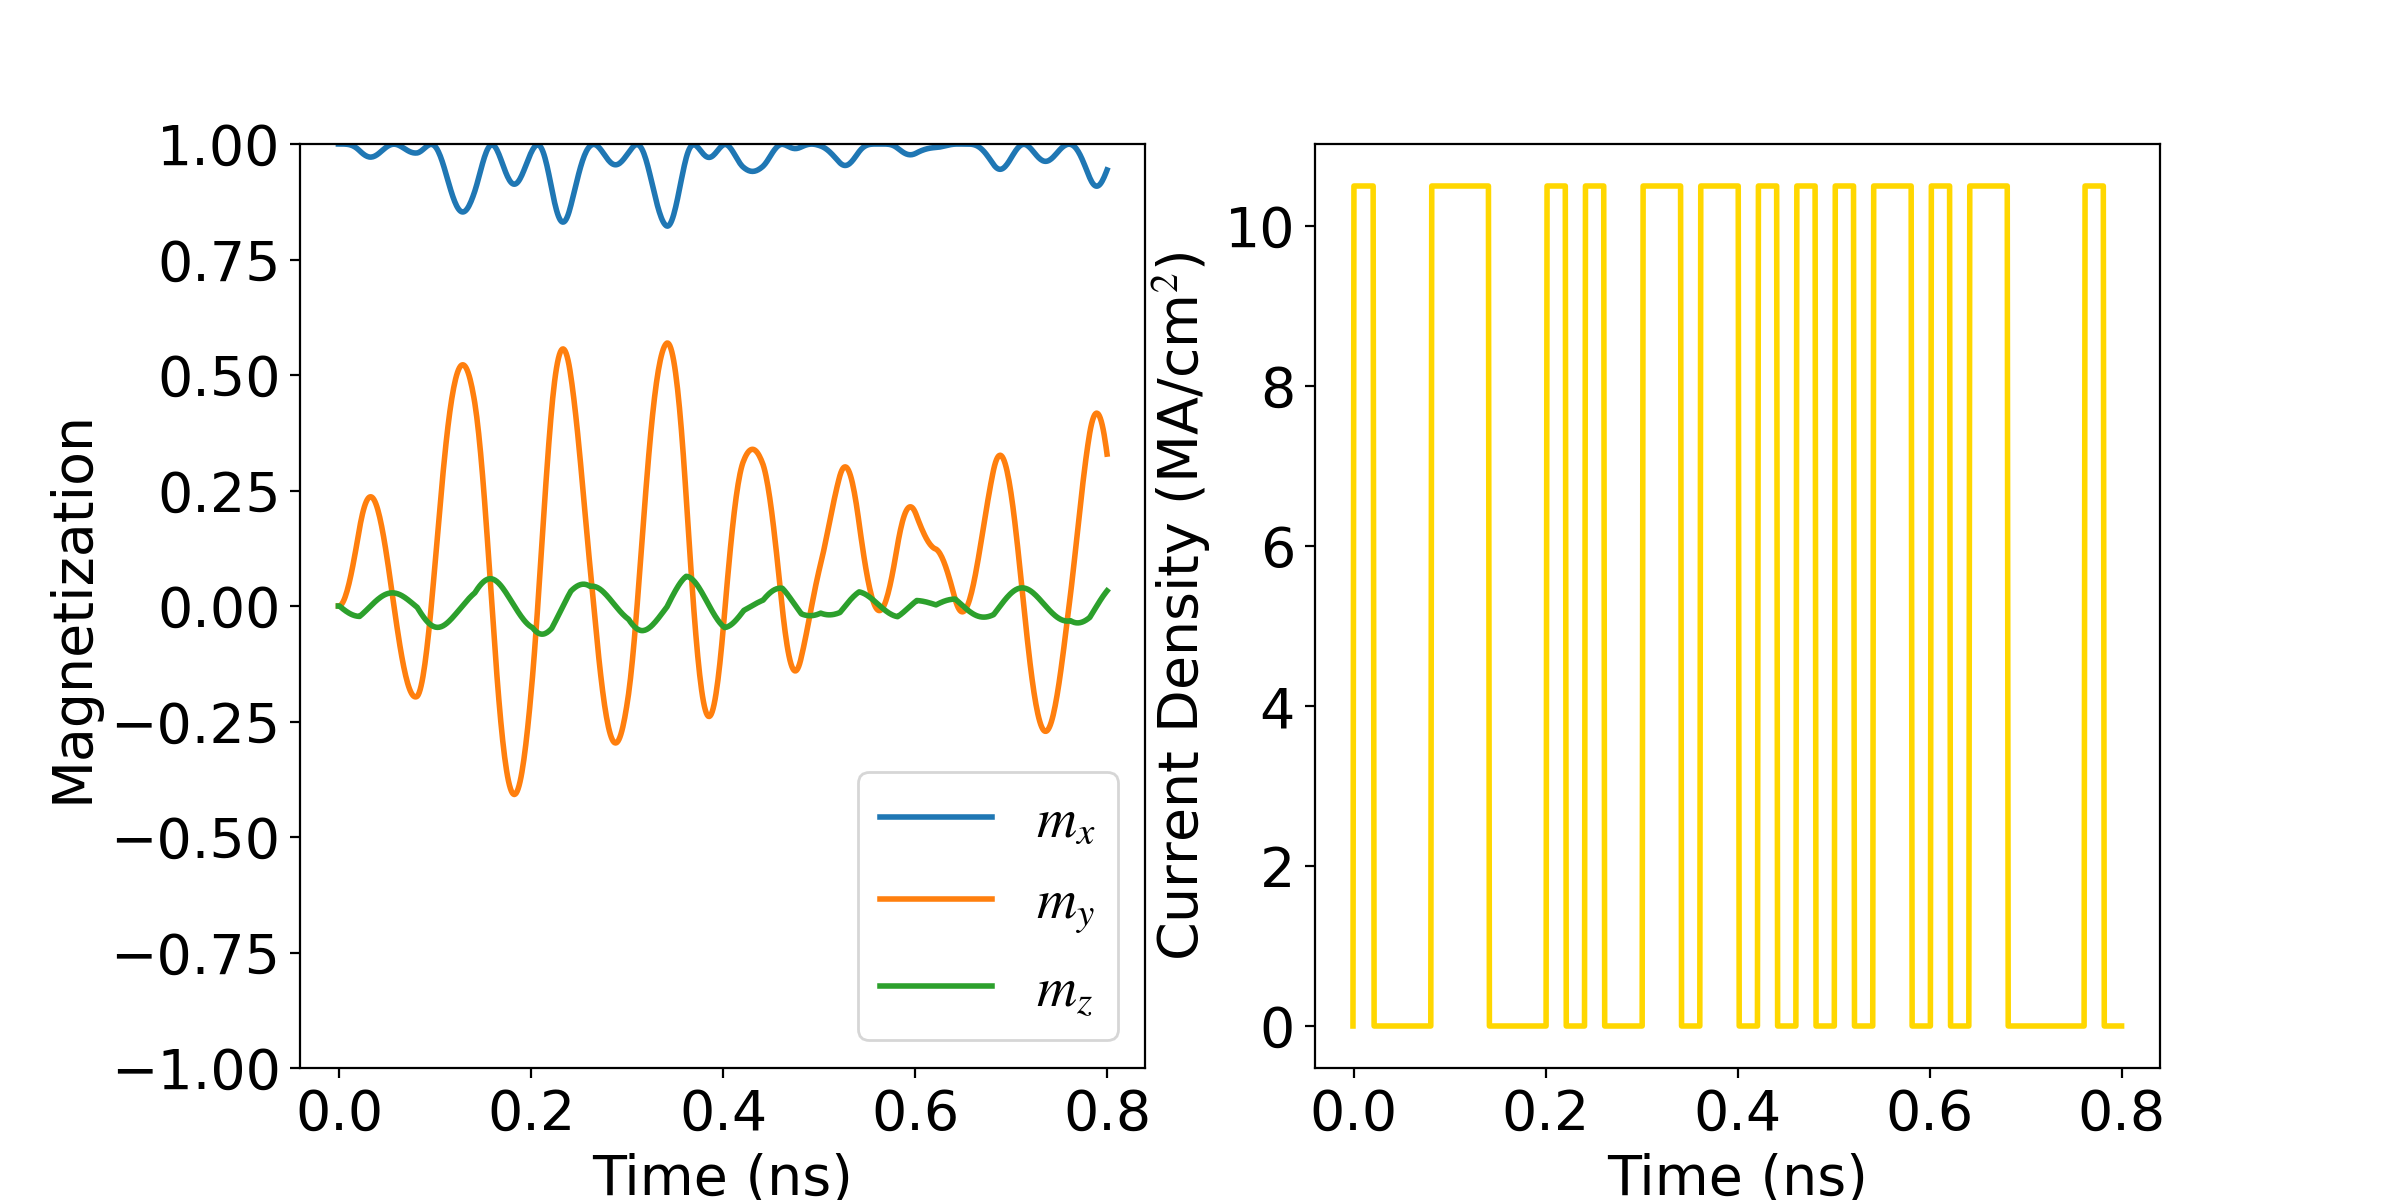 Magnetization
1.00
0.75
0.50
0.25
0.00
−0.25
−0.50
−0.75
−1.00
0.0 0.2 0.4 0.6 0.8
Time (ns)
m_x
m_y
m_z
Current Density (MA/cm²)
10
8
6
4
2
0
0.0 0.2 0.4 0.6 0.8
Time (ns)